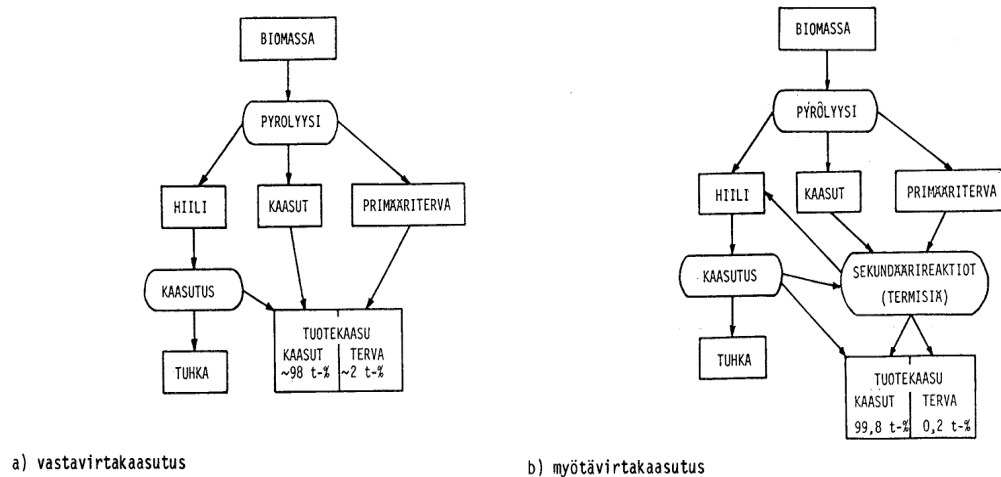 BIOMASSA
PYROLYYSI
HIILI
KAASUT
PRIMÄÄRITERVA
KAASUTUS
TUHKA
TUOTEKAASU
KAASUT TERVA
~98 t-% ~2 t-%
a) vastavirtakaasutus
BIOMASSA
PYRÖLYYSI
HIILI
KAASUT
PRIMÄÄRITERVA
KAASUTUS
SEKUNDÄÄRIREAKTIOT
(TERMISIÄ)
TUHKA
TUOTEKAASU
KAASUT TERVA
99,8 t-% 0,2 t-%
b) myötävirtakaasutus